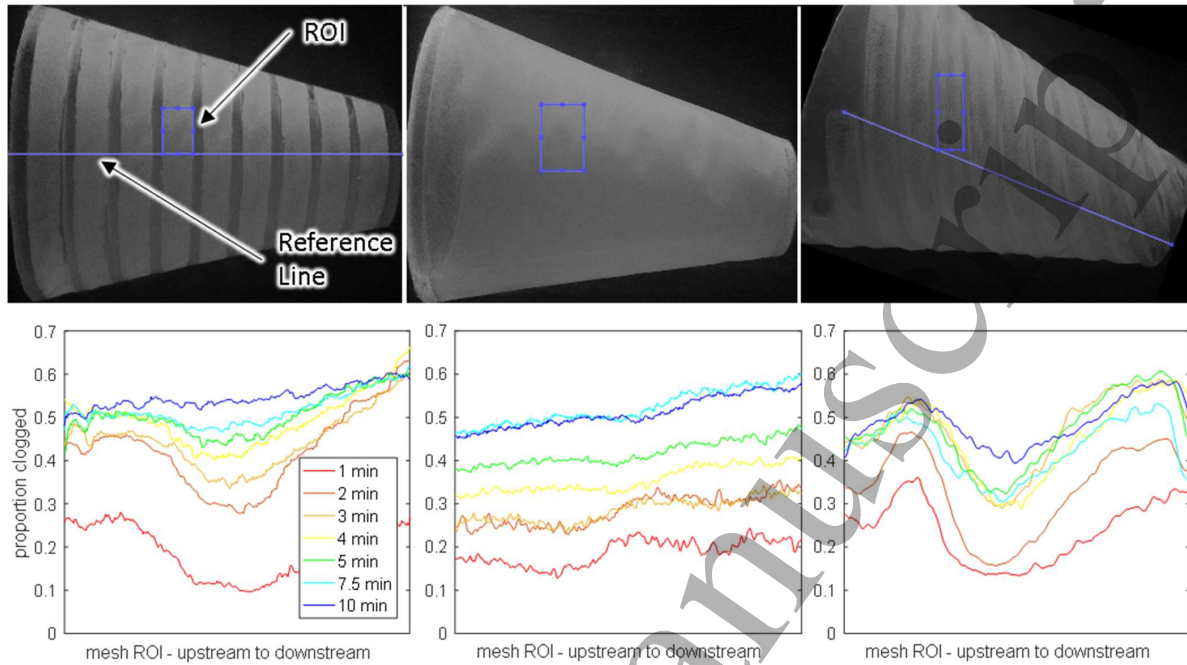 ROI
Reference
Line
0.7
0.6
0.5
0.4
0.3
0.2
0.1
0
proportion clogged
1 min
2 min
3 min
4 min
5 min
7.5 min
10 min
mesh ROI - upstream to downstream
0.7
0.6
0.5
0.4
0.3
0.2
0.1
0
mesh ROI - upstream to downstream
0.7
0.6
0.5
0.4
0.3
0.2
0.1
0
mesh ROI - upstream to downstream
anuscrip